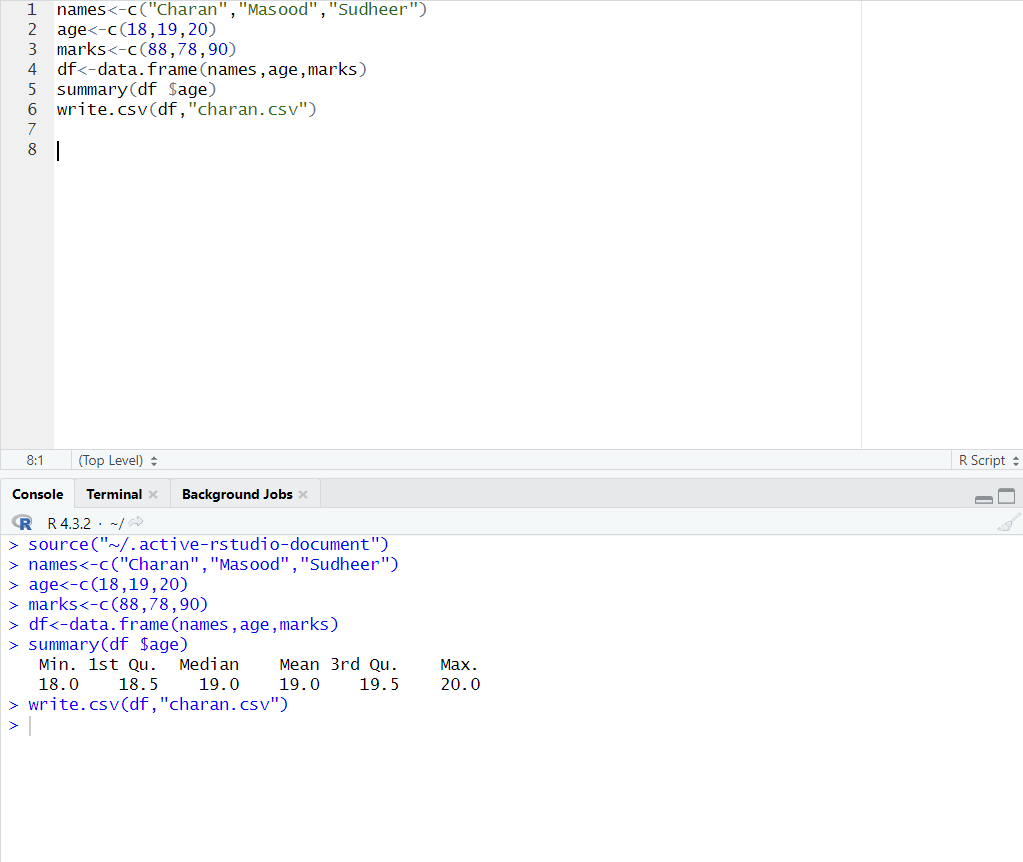 1 names<-c("Charan","Masood","Sudheer")
2 age<-c(18,19,20)
3 marks<-c(88,78,90)
4 df<-data.frame(names,age,marks)
5 summary(df $age)
6 write.csv(df,"charan.csv")
7
8
8:1 (Top Level) R Script
Console Terminal Background Jobs
R R 4.3.2 · ~/
> source("~/.active-rstudio-document")
> names<-c("Charan","Masood","Sudheer")
> age<-c(18,19,20)
> marks<-c(88,78,90)
> df<-data.frame(names,age,marks)
> summary(df $age)
   Min. 1st Qu.  Median    Mean 3rd Qu.    Max.
   18.0    18.5    19.0    19.0    19.5    20.0
> write.csv(df,"charan.csv")
>